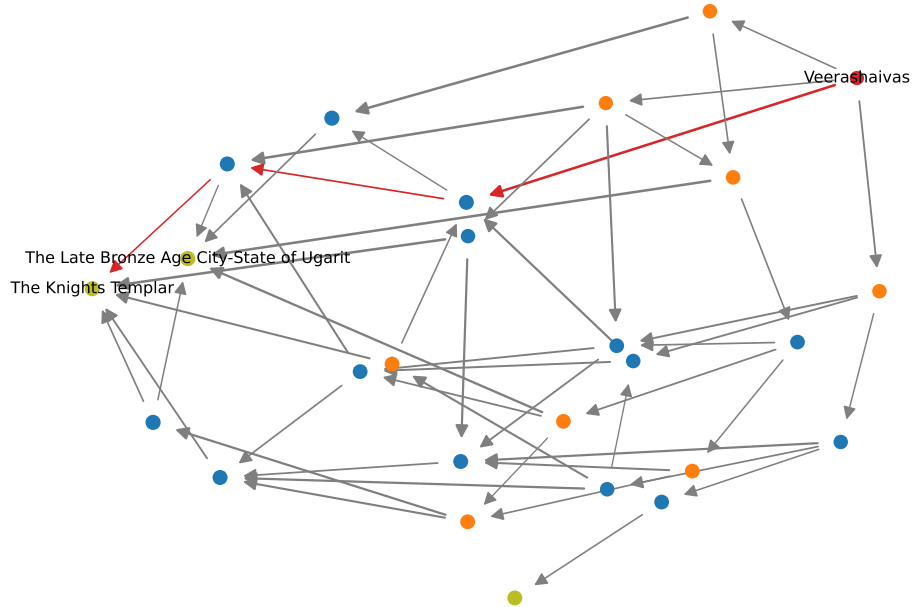 Veerashaivas
The Late Bronze Age City-State of Ugarit
The Knights Templar